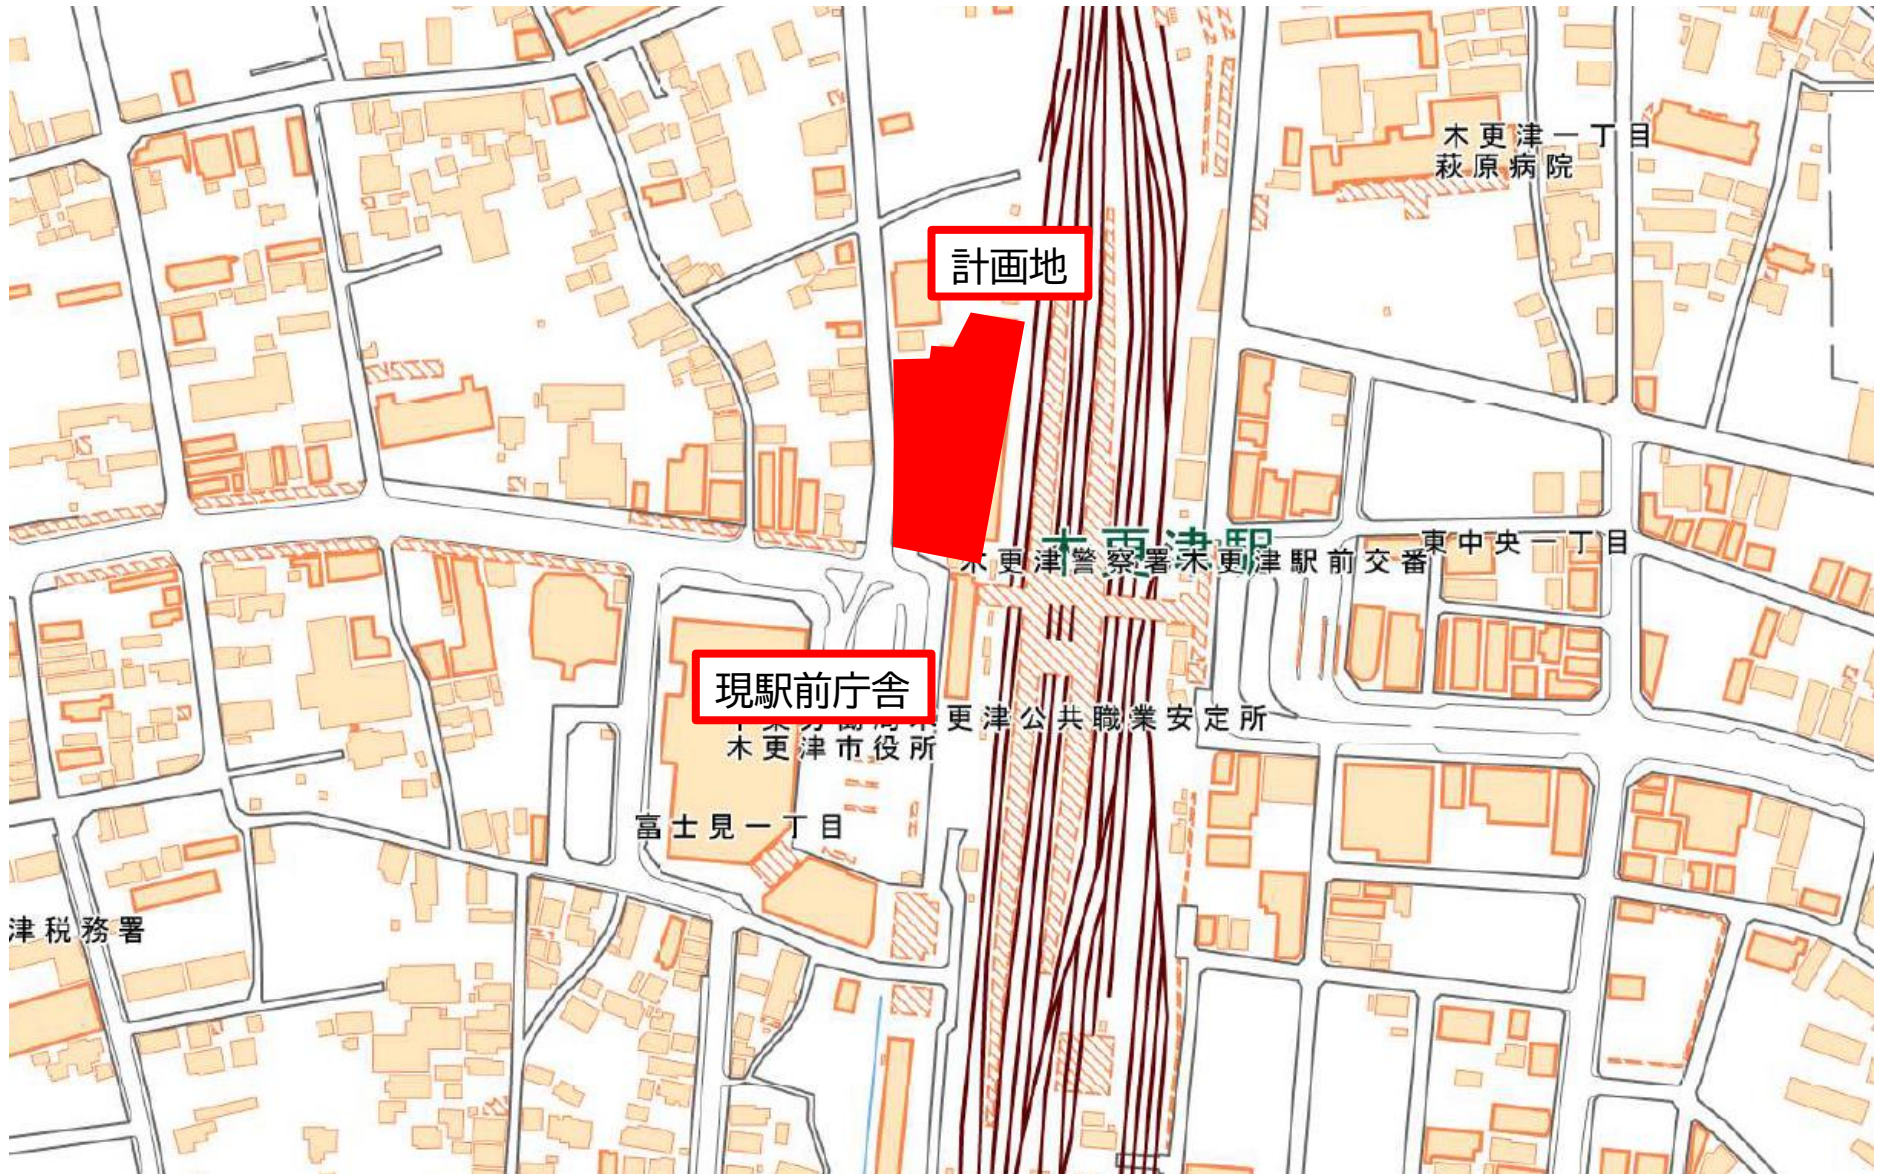 木更津一丁目
萩原病院
計画地
木更津駅
木更津警察署木更津駅前交番
東中央一丁目
現駅前庁舎
更津公共職業安定所
木更津市役所
富士見一丁目
津税務署